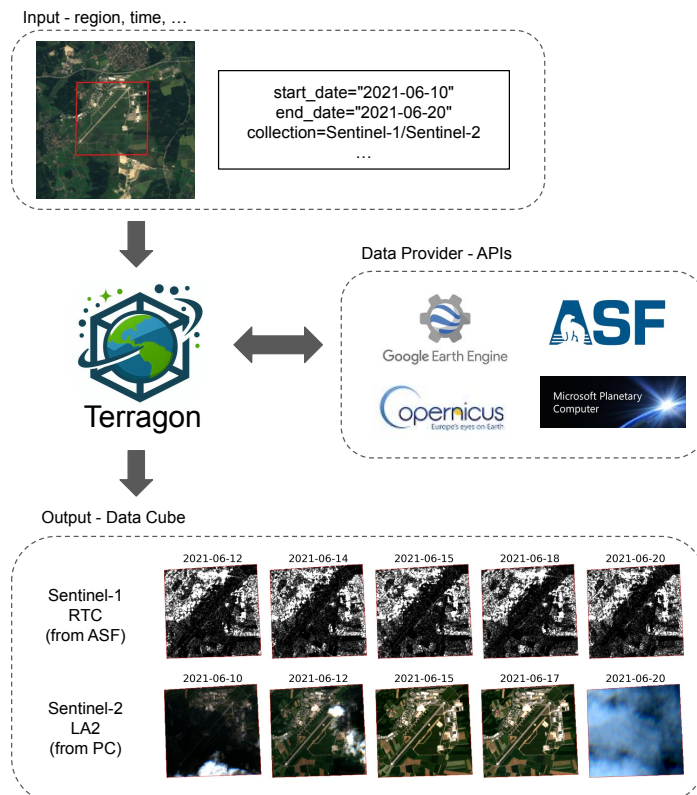 Input - region, time, …
start_date="2021-06-10"
end_date="2021-06-20"
collection=Sentinel-1/Sentinel-2
…
Data Provider - APIs
Google Earth Engine
ASF
Copernicus
Europe's eyes on Earth
Microsoft Planetary
Computer
Terragon
Output - Data Cube
2021-06-12 2021-06-14 2021-06-15 2021-06-18 2021-06-20
Sentinel-1
RTC
(from ASF)
2021-06-10 2021-06-12 2021-06-15 2021-06-17 2021-06-20
Sentinel-2
LA2
(from PC)